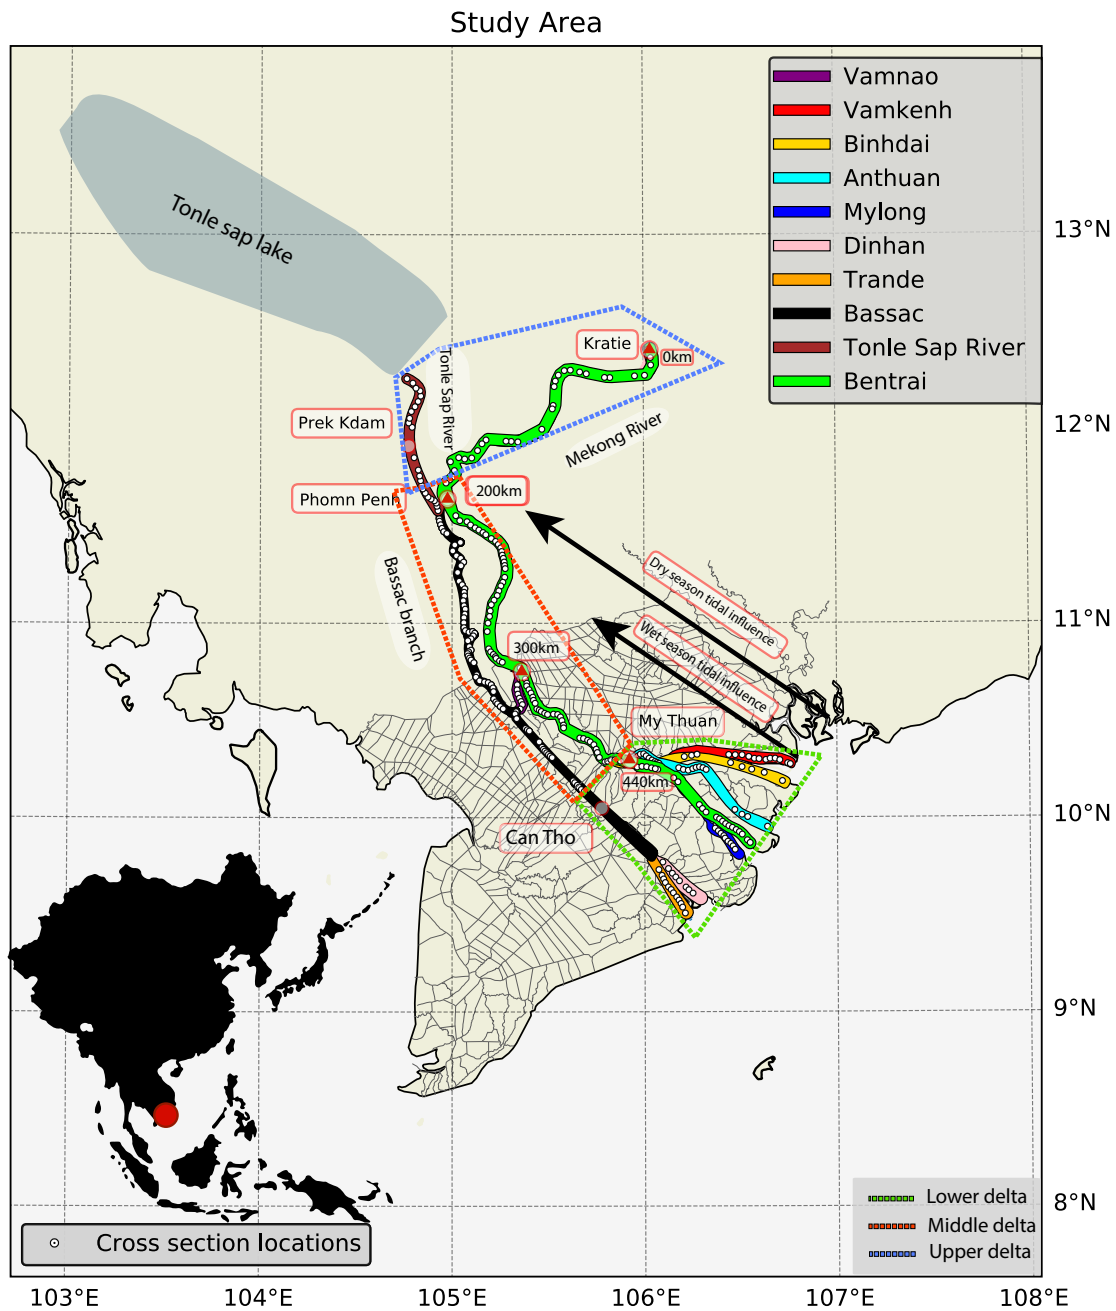 Study Area
Vamnao
Vamkenh
Binhdai
Anthuan
Mylong
Dinhan
Trande
Bassac
Tonle Sap River
Bentrai
Tonle sap lake
13°N
Kratie
0km
Tonle Sap River
Prek Kdam
12°N
Mekong River
Phomn Penh
200km
Bassac branch
Dry season tidal influence
11°N
Wet season tidal influence
300km
My Thuan
440km
10°N
Can Tho
9°N
8°N
Lower delta
Middle delta
Upper delta
Cross section locations
103°E
104°E
105°E
106°E
107°E
108°E